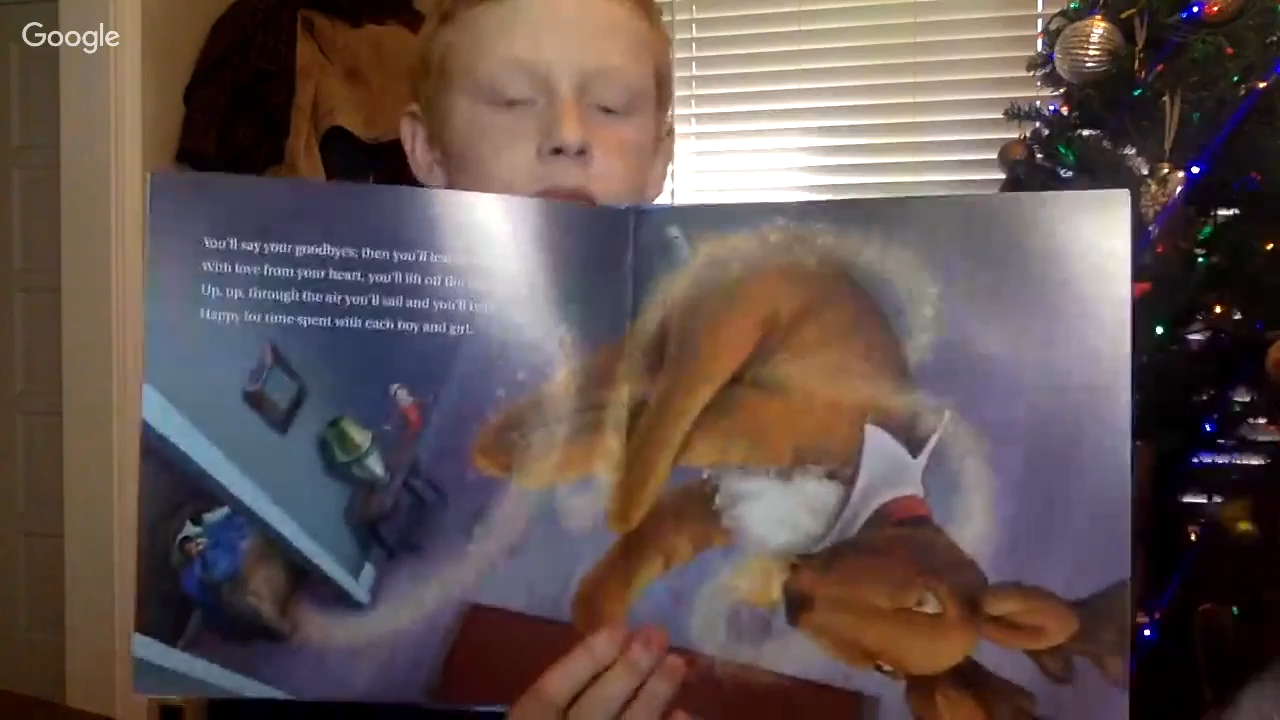 Google
You'll say your goodbyes; then you'll
With love from your heart, you'll lift off the
Up, up, through the air you'll sail and you'll
Happy for time spent with each boy and girl.